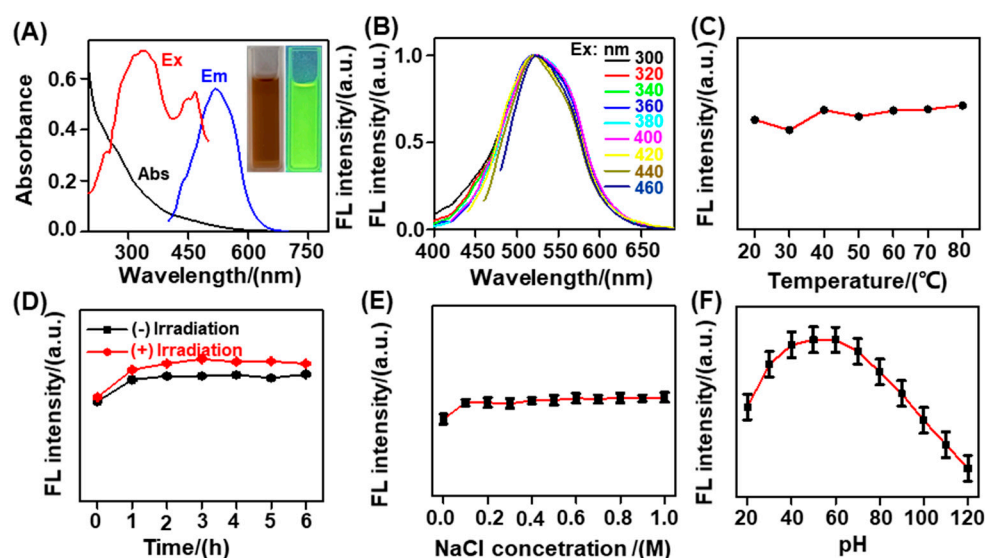 (A)
Absorbance
0.6
0.4
0.2
0.0
Ex
Em
Abs
300 450 600 750
Wavelength/(nm)
FL intensity/(a.u.)
(B)
FL intensity/(a.u.)
1.0
0.5
0.0
Ex: nm
300
320
340
360
380
400
420
440
460
400 450 500 550 600 650
Wavelength/(nm)
(C)
FL intensity/(a.u.)
20 30 40 50 60 70 80
Temperature/(℃)
(D)
FL intensity/(a.u.)
(-) Irradiation
(+) Irradiation
0 1 2 3 4 5 6
Time/(h)
(E)
FL intensity/(a.u.)
0.0 0.2 0.4 0.6 0.8 1.0
NaCl concetration /(M)
(F)
FL intensity/(a.u.)
20 40 60 80 100 120
pH